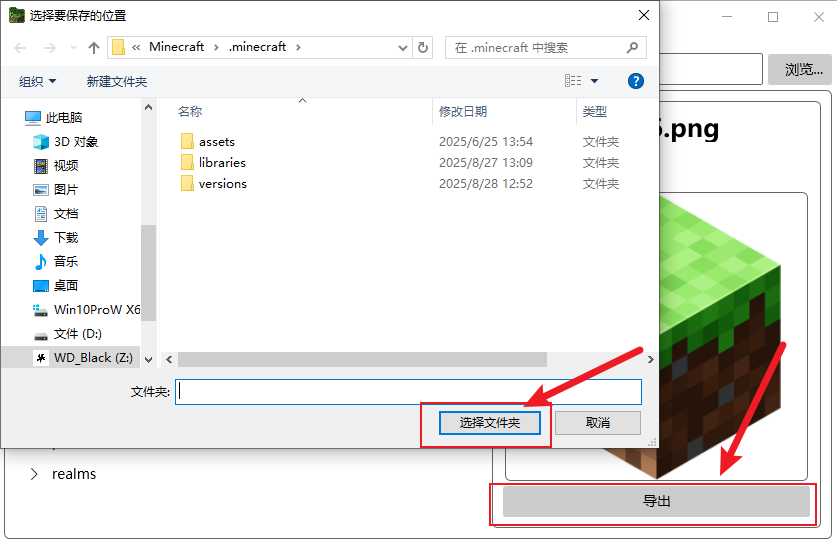 选择要保存的位置
« Minecraft › .minecraft ›
在 .minecraft 中搜索
组织
新建文件夹
?
此电脑
3D 对象
视频
图片
文档
下载
音乐
桌面
Win10ProW X6
文件 (D:)
WD_Black (Z:)
名称 修改日期 类型
assets 2025/6/25 13:54 文件夹
libraries 2025/8/27 13:09 文件夹
versions 2025/8/28 12:52 文件夹
文件夹:
选择文件夹
取消
浏览...
.png
realms
导出